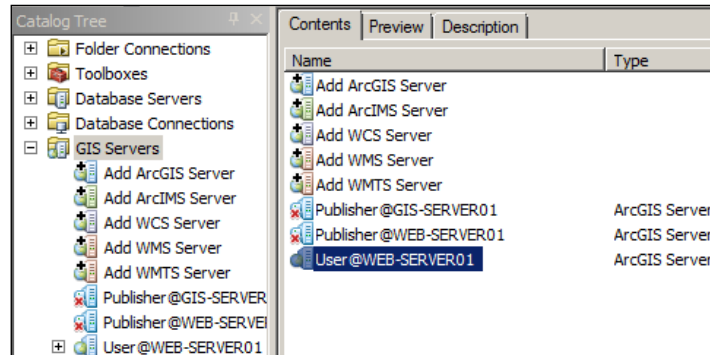 Catalog Tree
Folder Connections
Toolboxes
Database Servers
Database Connections
GIS Servers
Add ArcGIS Server
Add ArcIMS Server
Add WCS Server
Add WMS Server
Add WMTS Server
Publisher@GIS-SERVER
Publisher@WEB-SERVE
User@WEB-SERVER01
Contents Preview Description
Name Type
Add ArcGIS Server
Add ArcIMS Server
Add WCS Server
Add WMS Server
Add WMTS Server
Publisher@GIS-SERVER01 ArcGIS Server
Publisher@WEB-SERVER01 ArcGIS Server
User@WEB-SERVER01 ArcGIS Server